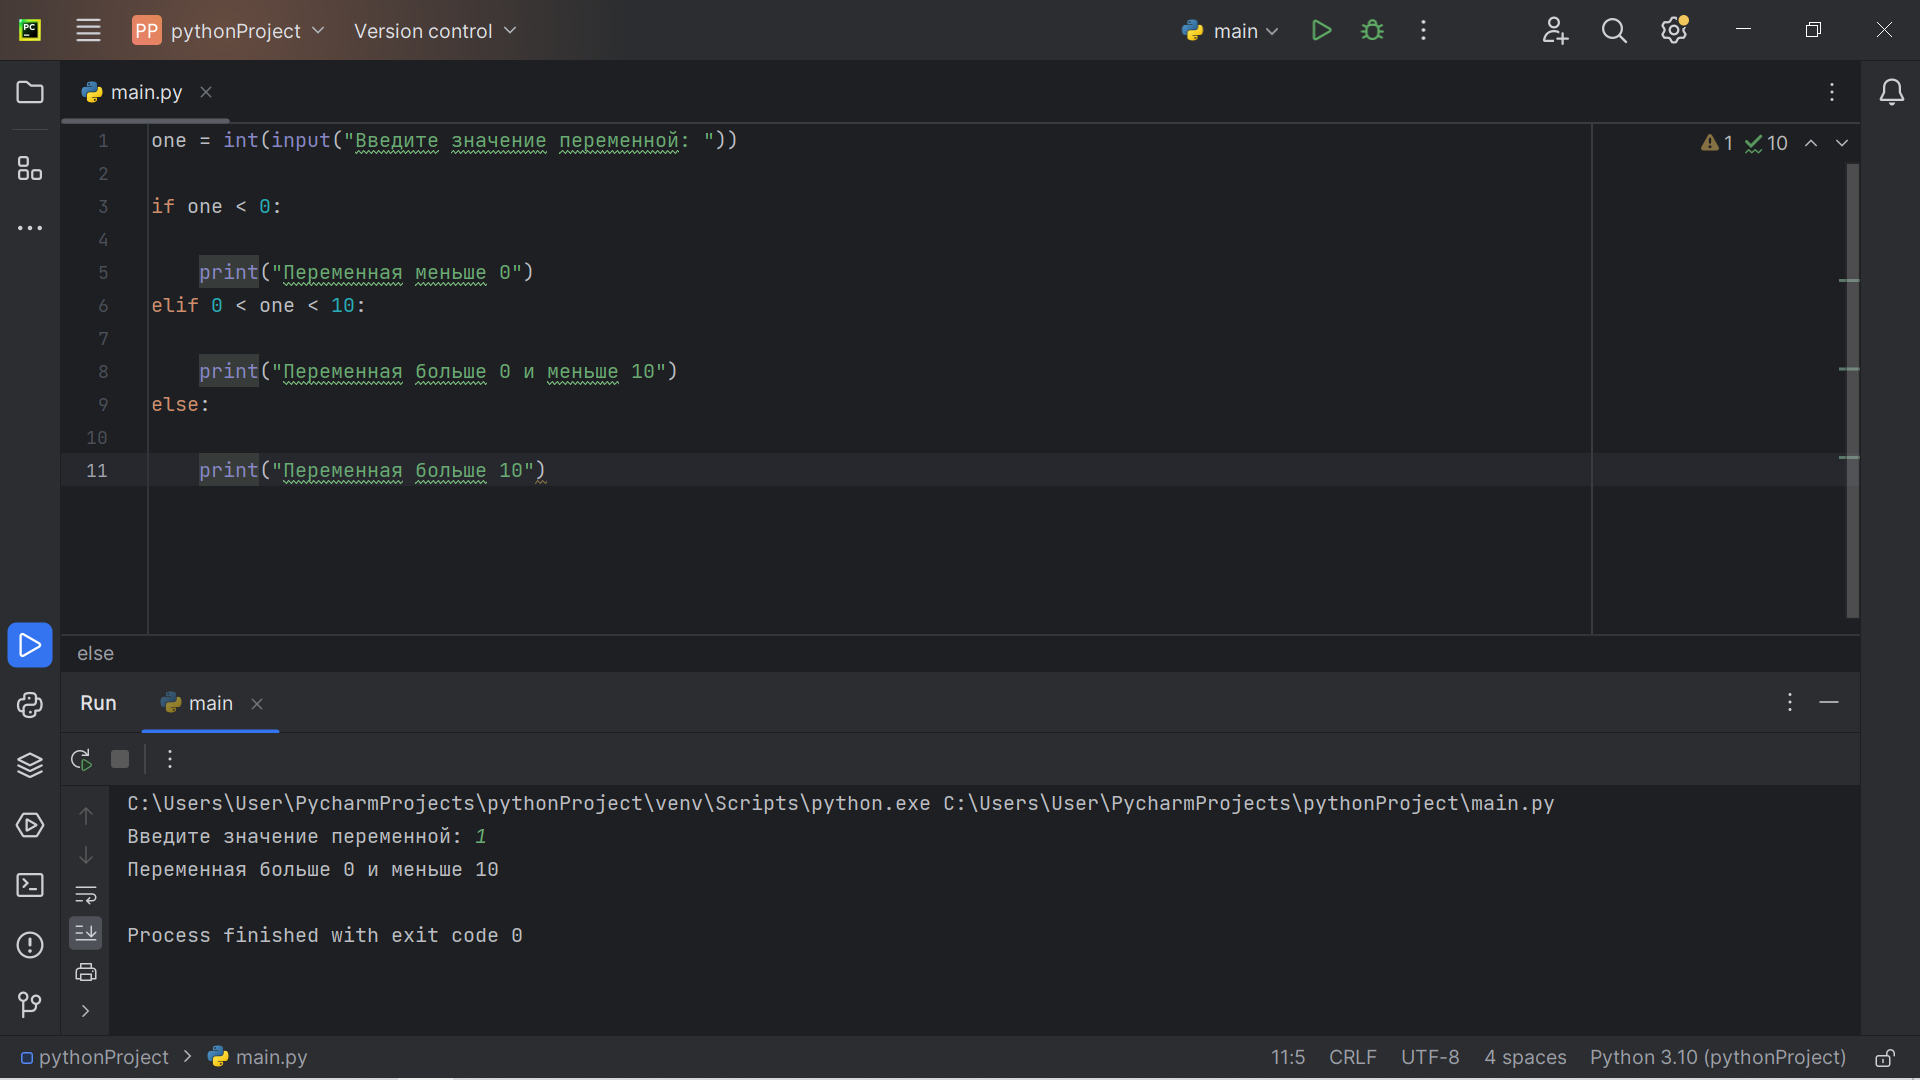 PC
PP pythonProject Version control main
main.py
1 one = int(input("Введите значение переменной: "))
1 10
2
3 if one < 0:
4
5 print("Переменная меньше 0")
6 elif 0 < one < 10:
7
8 print("Переменная больше 0 и меньше 10")
9 else:
10
11 print("Переменная больше 10")
else
Run main
C:\Users\User\PycharmProjects\pythonProject\venv\Scripts\python.exe C:\Users\User\PycharmProjects\pythonProject\main.py
Введите значение переменной: 1
Переменная больше 0 и меньше 10
Process finished with exit code 0
pythonProject > main.py 11:5 CRLF UTF-8 4 spaces Python 3.10 (pythonProject)